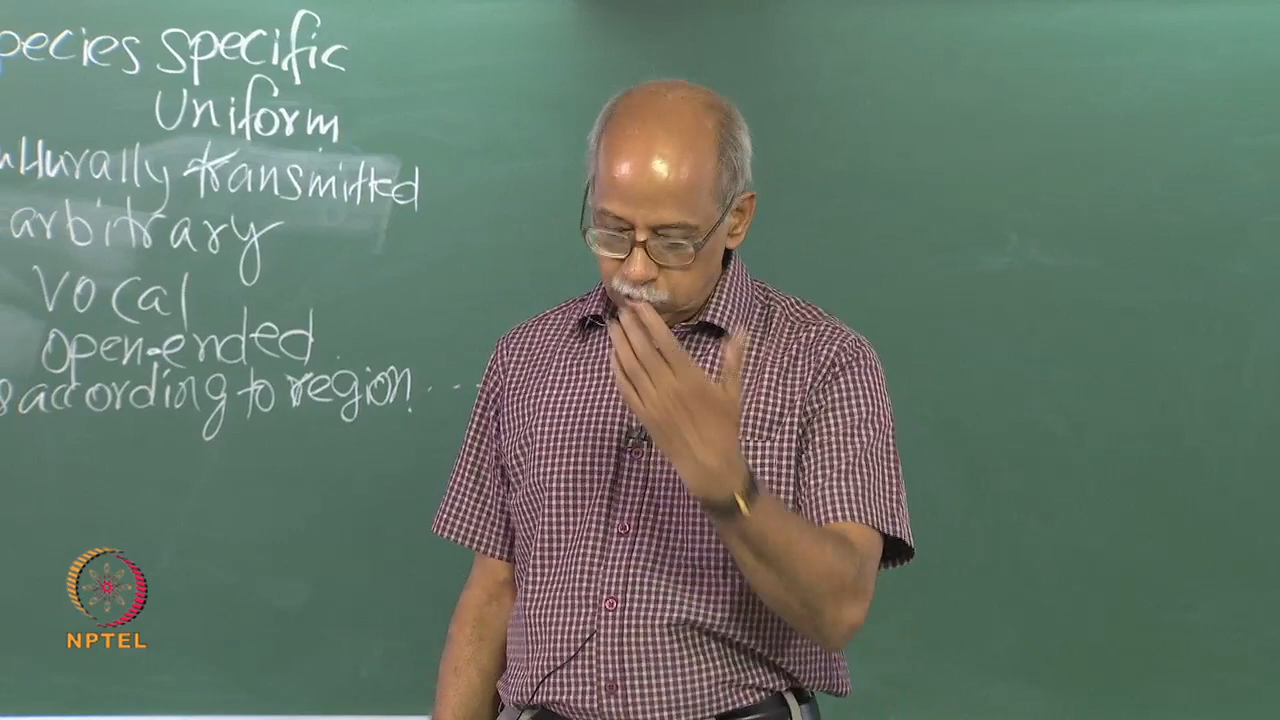 pecies specific
Uniform
ulturally transmitted
arbitrary
Vocal
open-ended
s according to region....
NPTEL